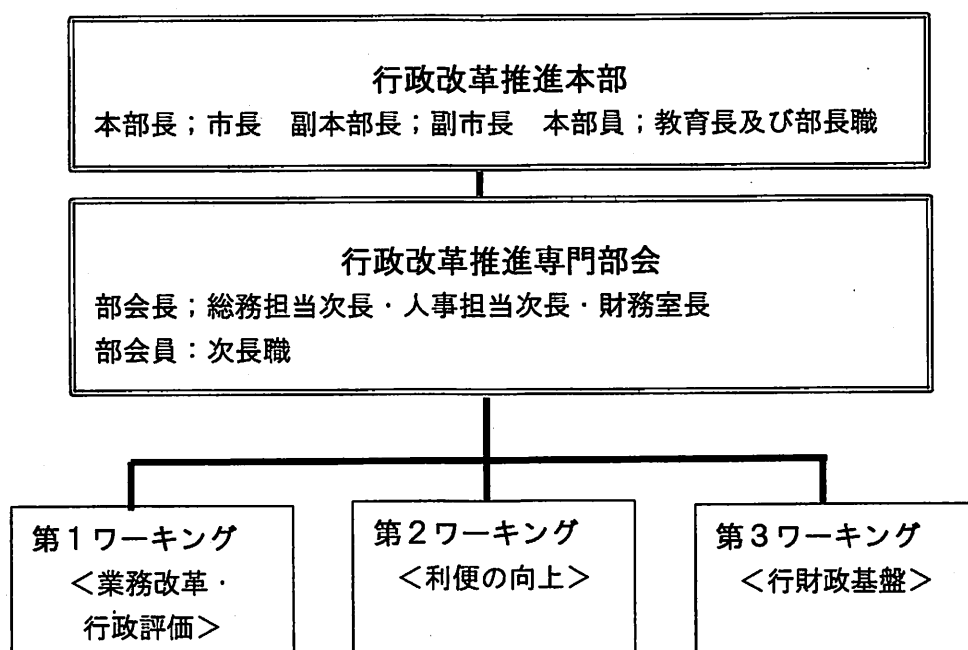 行政改革推進本部
本部長；市長　副本部長；副市長　本部員；教育長及び部長職
行政改革推進専門部会
部会長；総務担当次長・人事担当次長・財務室長
部会員：次長職
第１ワーキング
＜業務改革・
行政評価＞
第２ワーキング
＜利便の向上＞
第３ワーキング
＜行財政基盤＞